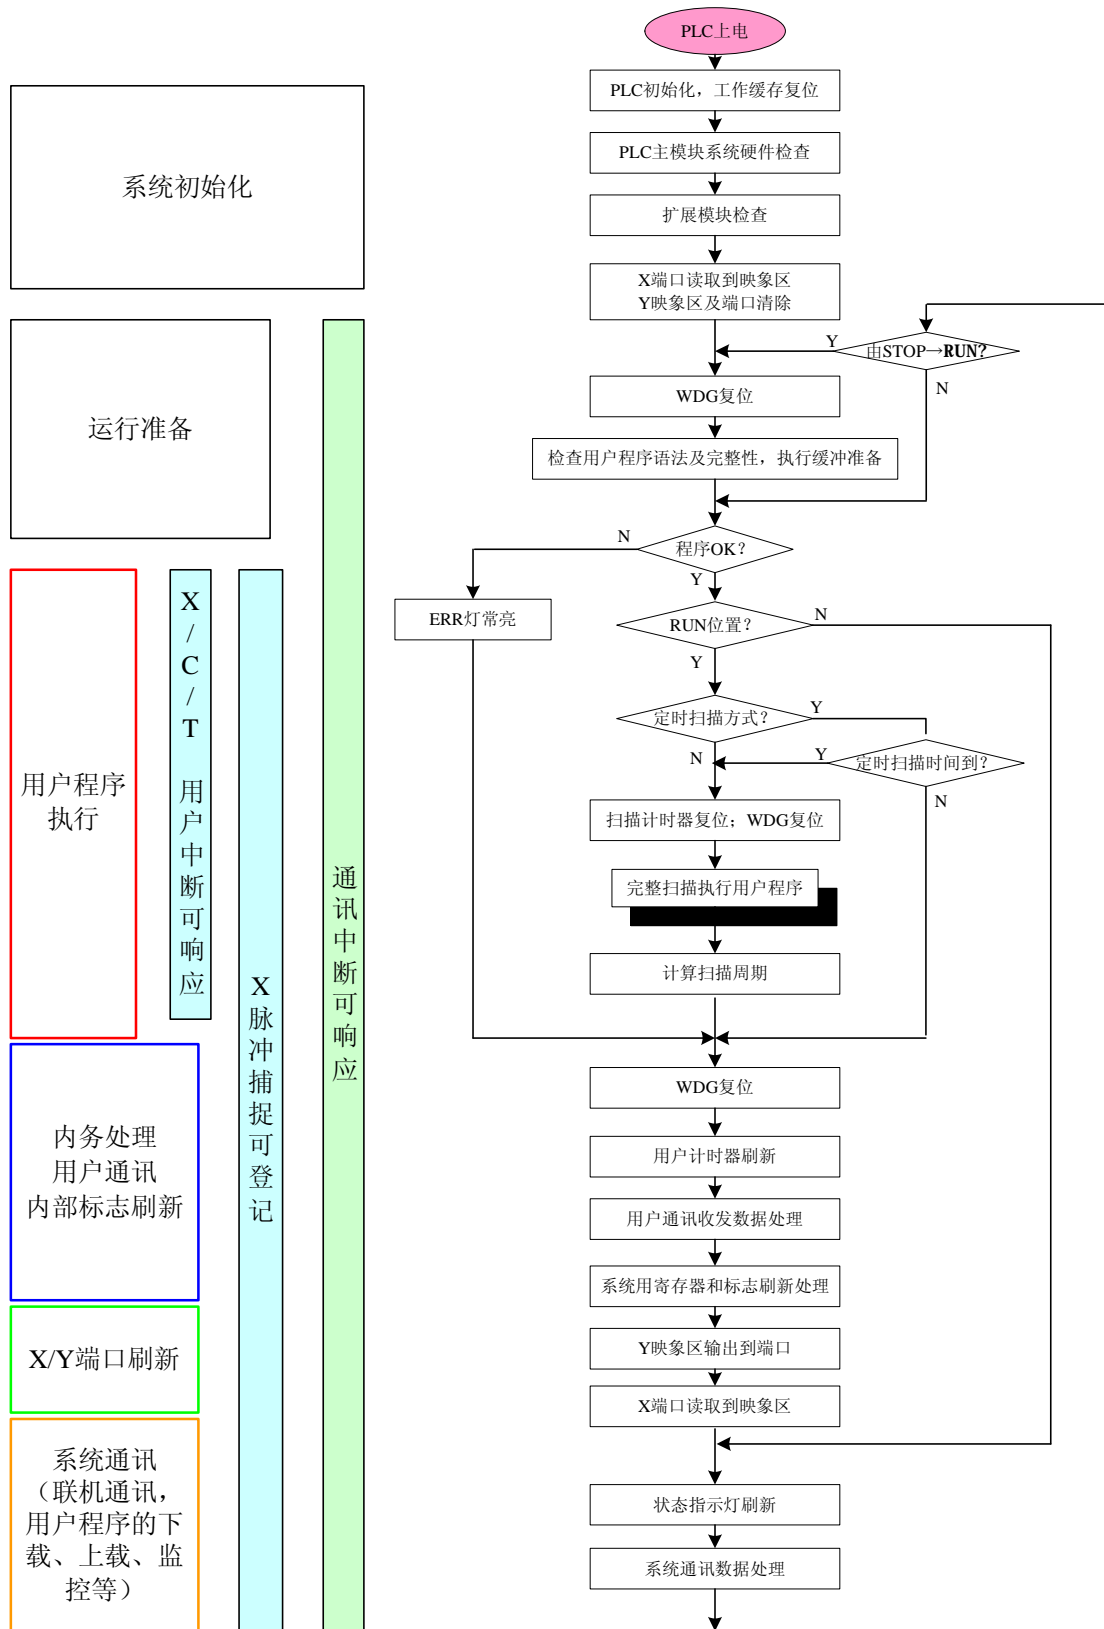 PLC上电
PLC初始化，工作缓存复位
PLC主模块系统硬件检查
扩展模块检查
X端口读取到映象区
Y映象区及端口清除
由STOP→RUN?
Y
N
WDG复位
检查用户程序语法及完整性，执行缓冲准备
程序OK？
N
Y
ERR灯常亮
RUN位置？
N
Y
定时扫描方式？
Y
N
定时扫描时间到？
Y
N
扫描计时器复位；WDG复位
完整扫描执行用户程序
计算扫描周期
WDG复位
用户计时器刷新
用户通讯收发数据处理
系统用寄存器和标志刷新处理
Y映象区输出到端口
X端口读取到映象区
状态指示灯刷新
系统通讯数据处理
系统初始化
运行准备
用户程序
执行
X/C/T 用户中断可响应
X脉冲捕捉可登记
通讯中断可响应
内务处理
用户通讯
内部标志刷新
X/Y端口刷新
系统通讯
（联机通讯，
用户程序的下
载、上载、监
控等）